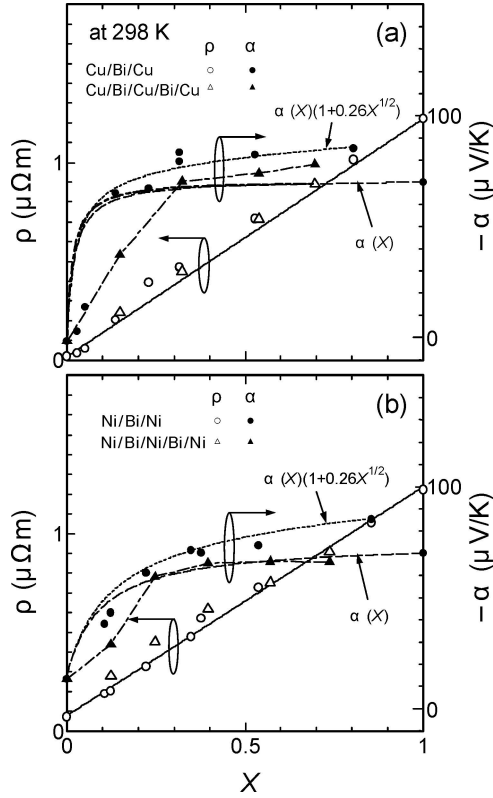 at 298 K
(a)
ρ α
Cu/Bi/Cu
Cu/Bi/Cu/Bi/Cu
α (X)(1+0.26X^{1/2})
100
1
α (X)
0
0
ρ (μΩm)
−α (μ V/K)
(b)
ρ α
Ni/Bi/Ni
Ni/Bi/Ni/Bi/Ni
α (X)(1+0.26X^{1/2})
100
1
α (X)
0
0
ρ (μΩm)
−α (μ V/K)
0 0.5 1
X